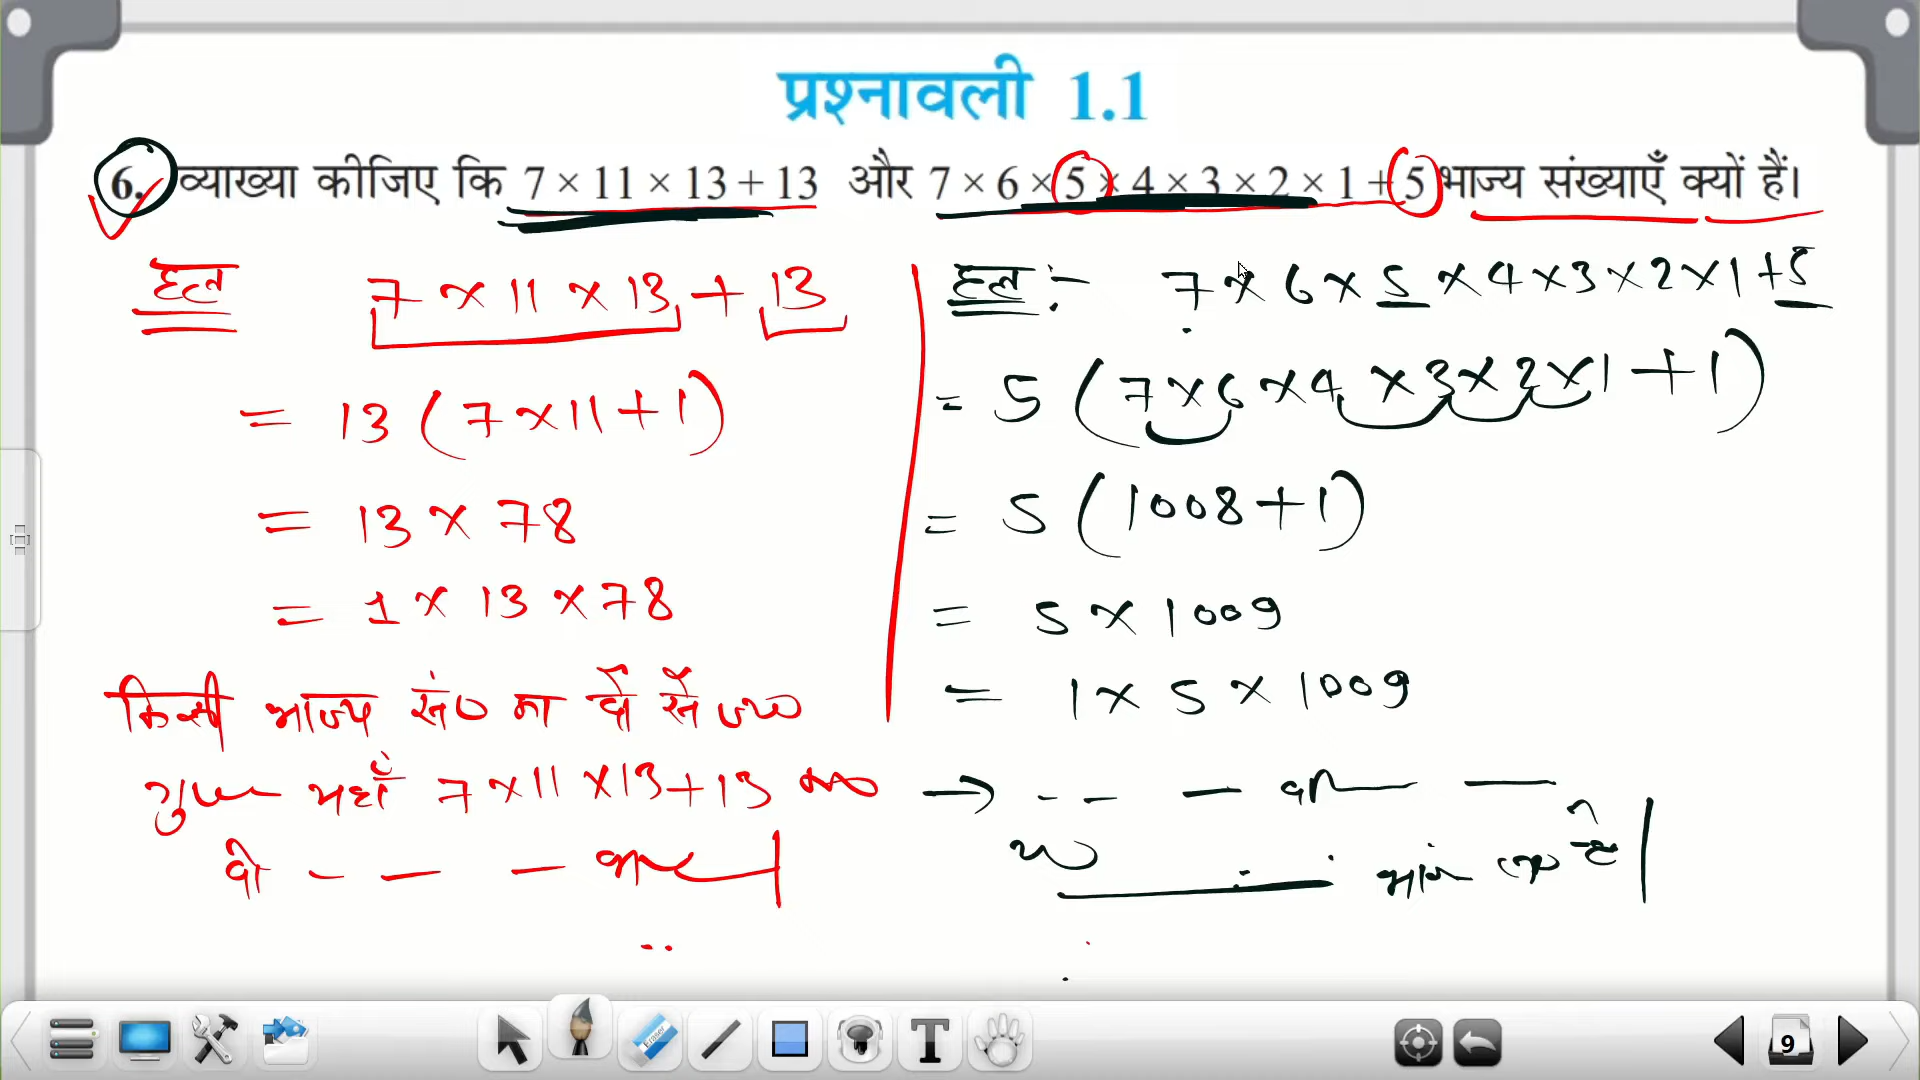 प्रश्नावली 1.1
6. व्याख्या कीजिए कि 7 × 11 × 13 + 13 और 7 × 6 × 5 × 4 × 3 × 2 × 1 + 5 भाज्य संख्याएँ क्यों हैं।
हल
7 × 11 × 13 + 13
= 13 ( 7 × 11 + 1 )
= 13 × 78
= 1 × 13 × 78
किसी भाज्य सं० का दो से
7 × 11 × 13 + 13
दो - - -
हल :-
7 × 6 × 5 × 4 × 3 × 2 × 1 + 5
= 5 ( 7 × 6 × 4 × 3 × 2 × 1 + 1 )
= 5 ( 1008 + 1 )
= 5 × 1009
= 1 × 5 × 1009
Eraser
T
9